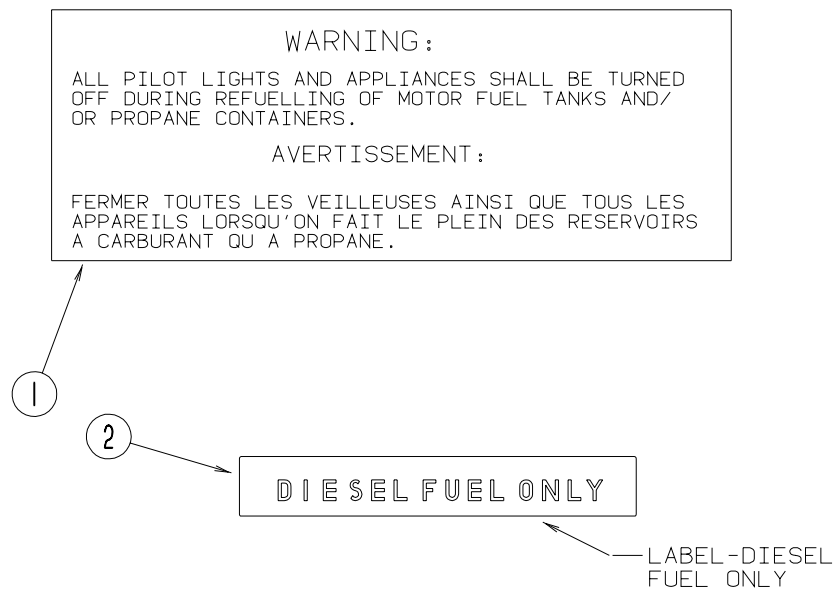 WARNING:
ALL PILOT LIGHTS AND APPLIANCES SHALL BE TURNED
OFF DURING REFUELLING OF MOTOR FUEL TANKS AND/
OR PROPANE CONTAINERS.
AVERTISSEMENT:
FERMER TOUTES LES VEILLEUSES AINSI QUE TOUS LES
APPAREILS LORSQU'ON FAIT LE PLEIN DES RESERVOIRS
A CARBURANT QU A PROPANE.
1
2
DIESEL FUEL ONLY
LABEL-DIESEL
FUEL ONLY